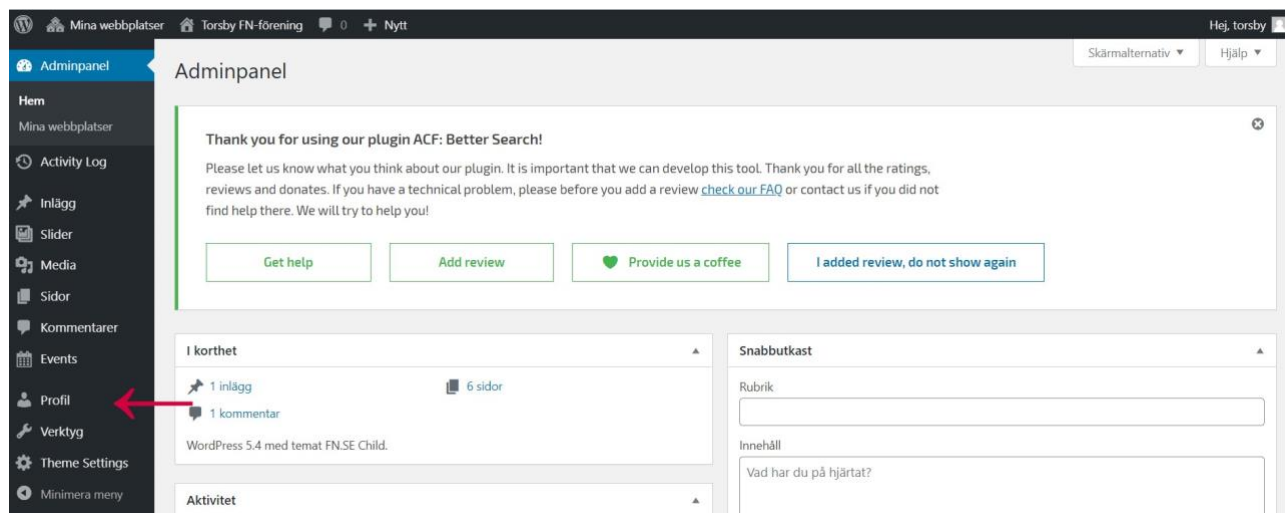 Mina webbplatser Torsby FN-förening 0 + Nytt Hej, torsby
Adminpanel
Hem
Mina webbplatser
Activity Log
Inlägg
Slider
Media
Sidor
Kommentarer
Events
Profil
Verktyg
Theme Settings
Minimera meny
Skärmalternativ ▼ Hjälp ▼
Adminpanel
Thank you for using our plugin ACF: Better Search!
Please let us know what you think about our plugin. It is important that we can develop this tool. Thank you for all the ratings,
reviews and donates. If you have a technical problem, please before you add a review check our FAQ or contact us if you did not
find help there. We will try to help you!
Get help Add review Provide us a coffee I added review, do not show again
I korthet
1 inlägg 6 sidor
1 kommentar
WordPress 5.4 med temat FN.SE Child.
Aktivitet
Snabbutkast
Rubrik
Innehåll
Vad har du på hjärtat?